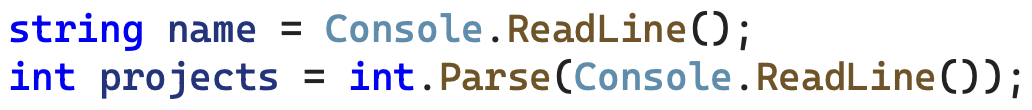 string name = Console.ReadLine();
int projects = int.Parse(Console.ReadLine());